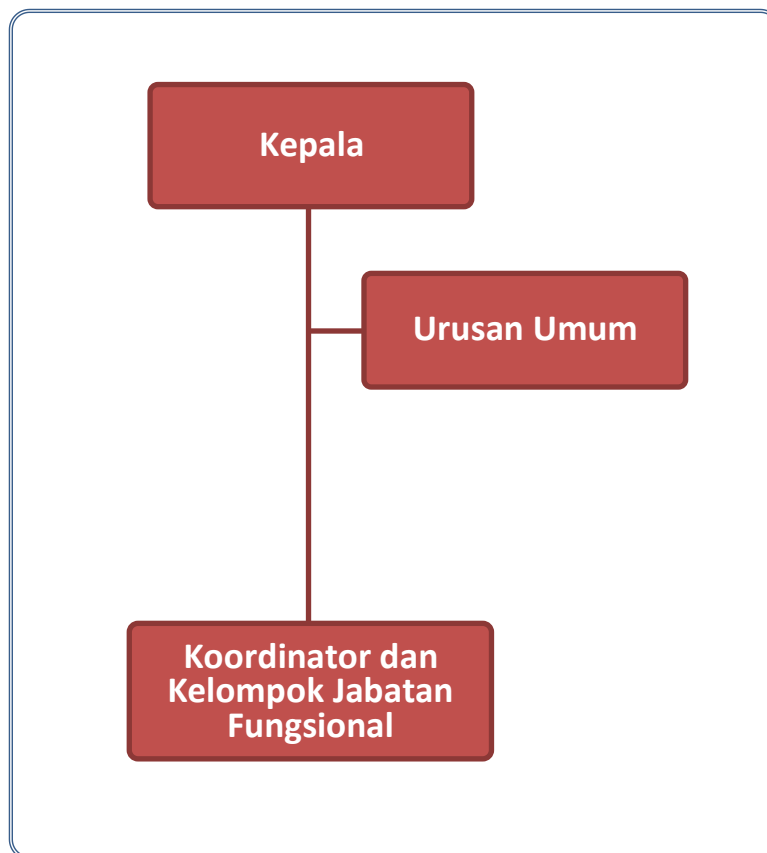 Kepala
Urusan Umum
Koordinator dan
Kelompok Jabatan
Fungsional